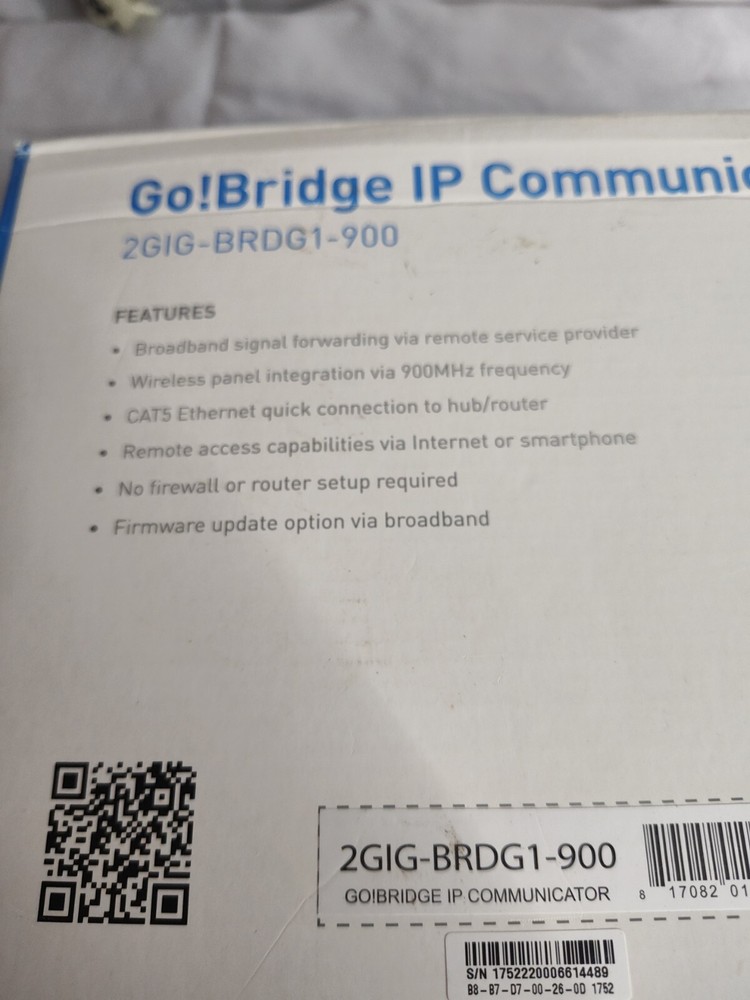 Go!Bridge IP Communic
2GIG-BRDG1-900
FEATURES
• Broadband signal forwarding via remote service provider
• Wireless panel integration via 900MHz frequency
• CAT5 Ethernet quick connection to hub/router
• Remote access capabilities via Internet or smartphone
• No firewall or router setup required
• Firmware update option via broadband
2GIG-BRDG1-900
GO!BRIDGE IP COMMUNICATOR
8 17082 01
S/N 1752220006614489
B8-B7-D7-00-26-0D 1752